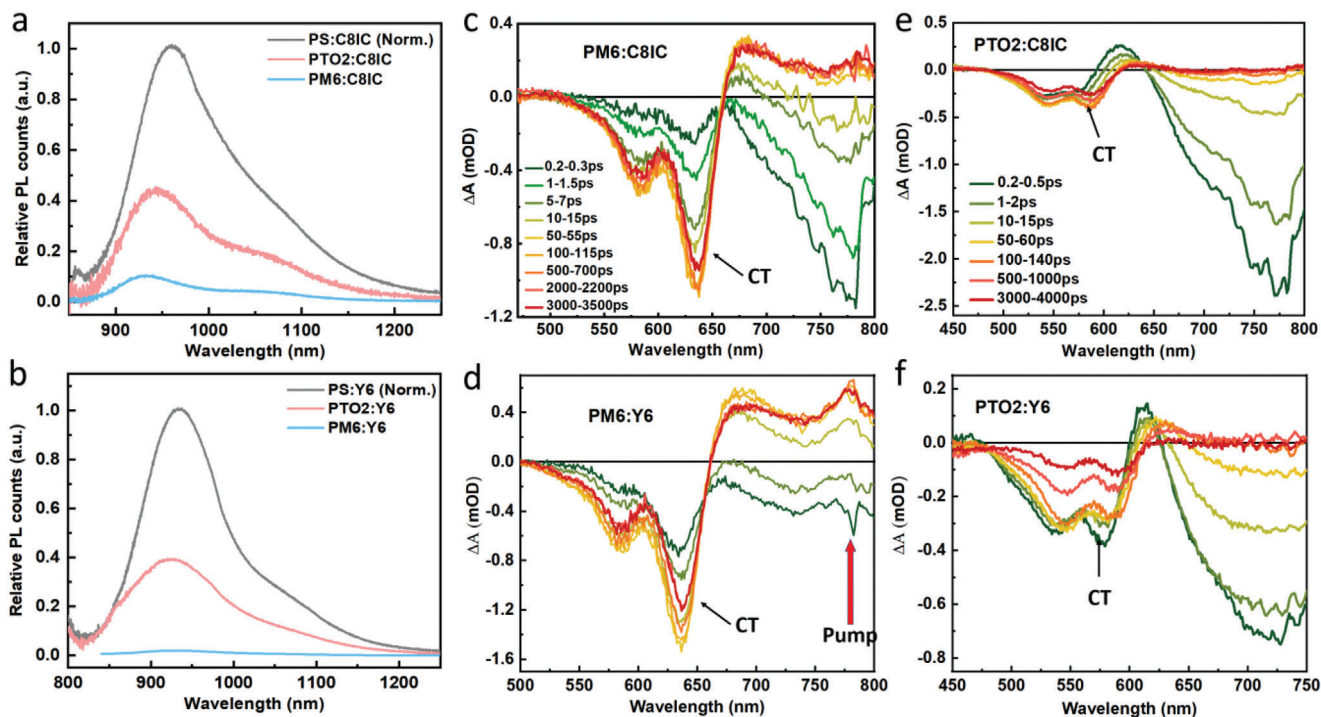 a
Relative PL counts (a.u.)
1.0
0.8
0.6
0.4
0.2
0.0
PS:C8IC (Norm.)
PTO2:C8IC
PM6:C8IC
900 1000 1100 1200
Wavelength (nm)
c
ΔA (mOD)
0.4
0.0
-0.4
-0.8
-1.2
PM6:C8IC
0.2-0.3ps
1-1.5ps
5-7ps
10-15ps
50-55ps
100-115ps
500-700ps
2000-2200ps
3000-3500ps
CT
500 550 600 650 700 750 800
Wavelength (nm)
e
ΔA (mOD)
0.5
0.0
-0.5
-1.0
-1.5
-2.0
-2.5
PTO2:C8IC
CT
0.2-0.5ps
1-2ps
10-15ps
50-60ps
100-140ps
500-1000ps
3000-4000ps
450 500 550 600 650 700 750 800
Wavelength (nm)
b
Relative PL counts (a.u.)
1.0
0.8
0.6
0.4
0.2
0.0
PS:Y6 (Norm.)
PTO2:Y6
PM6:Y6
800 900 1000 1100 1200
Wavelength (nm)
d
ΔA (mOD)
0.4
0.0
-0.4
-0.8
-1.2
-1.6
PM6:Y6
CT
Pump
500 550 600 650 700 750 800
Wavelength (nm)
f
ΔA (mOD)
0.2
0.0
-0.2
-0.4
-0.6
-0.8
PTO2:Y6
CT
450 500 550 600 650 700 750
Wavelength (nm)